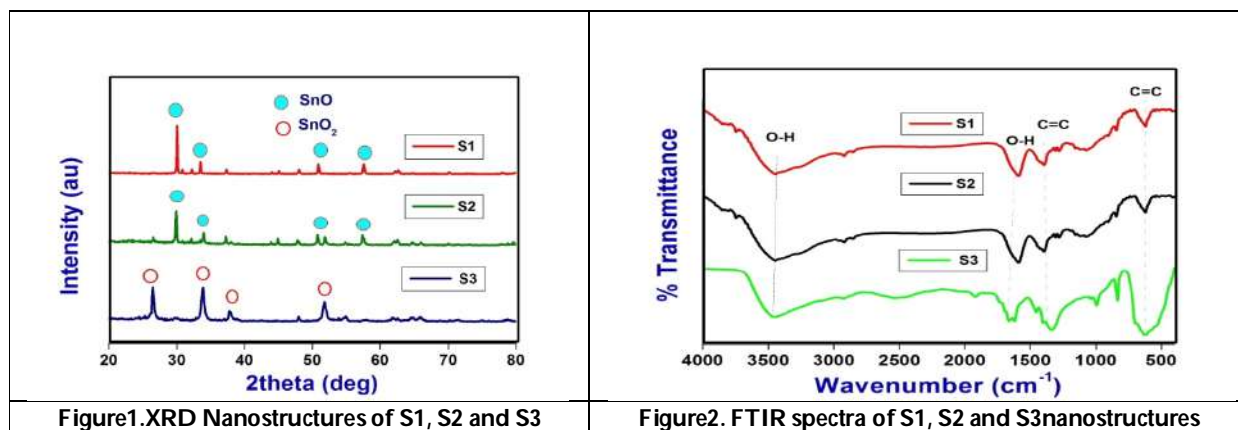 SnO
SnO₂
S1
S2
S3
Intensity (au)
20 30 40 50 60 70 80
2theta (deg)
Figure1.XRD Nanostructures of S1, S2 and S3
C=C
O-H
S1
O-H
C=C
S2
S3
% Transmittance
4000 3500 3000 2500 2000 1500 1000 500
Wavenumber (cm⁻¹)
Figure2. FTIR spectra of S1, S2 and S3nanostructures